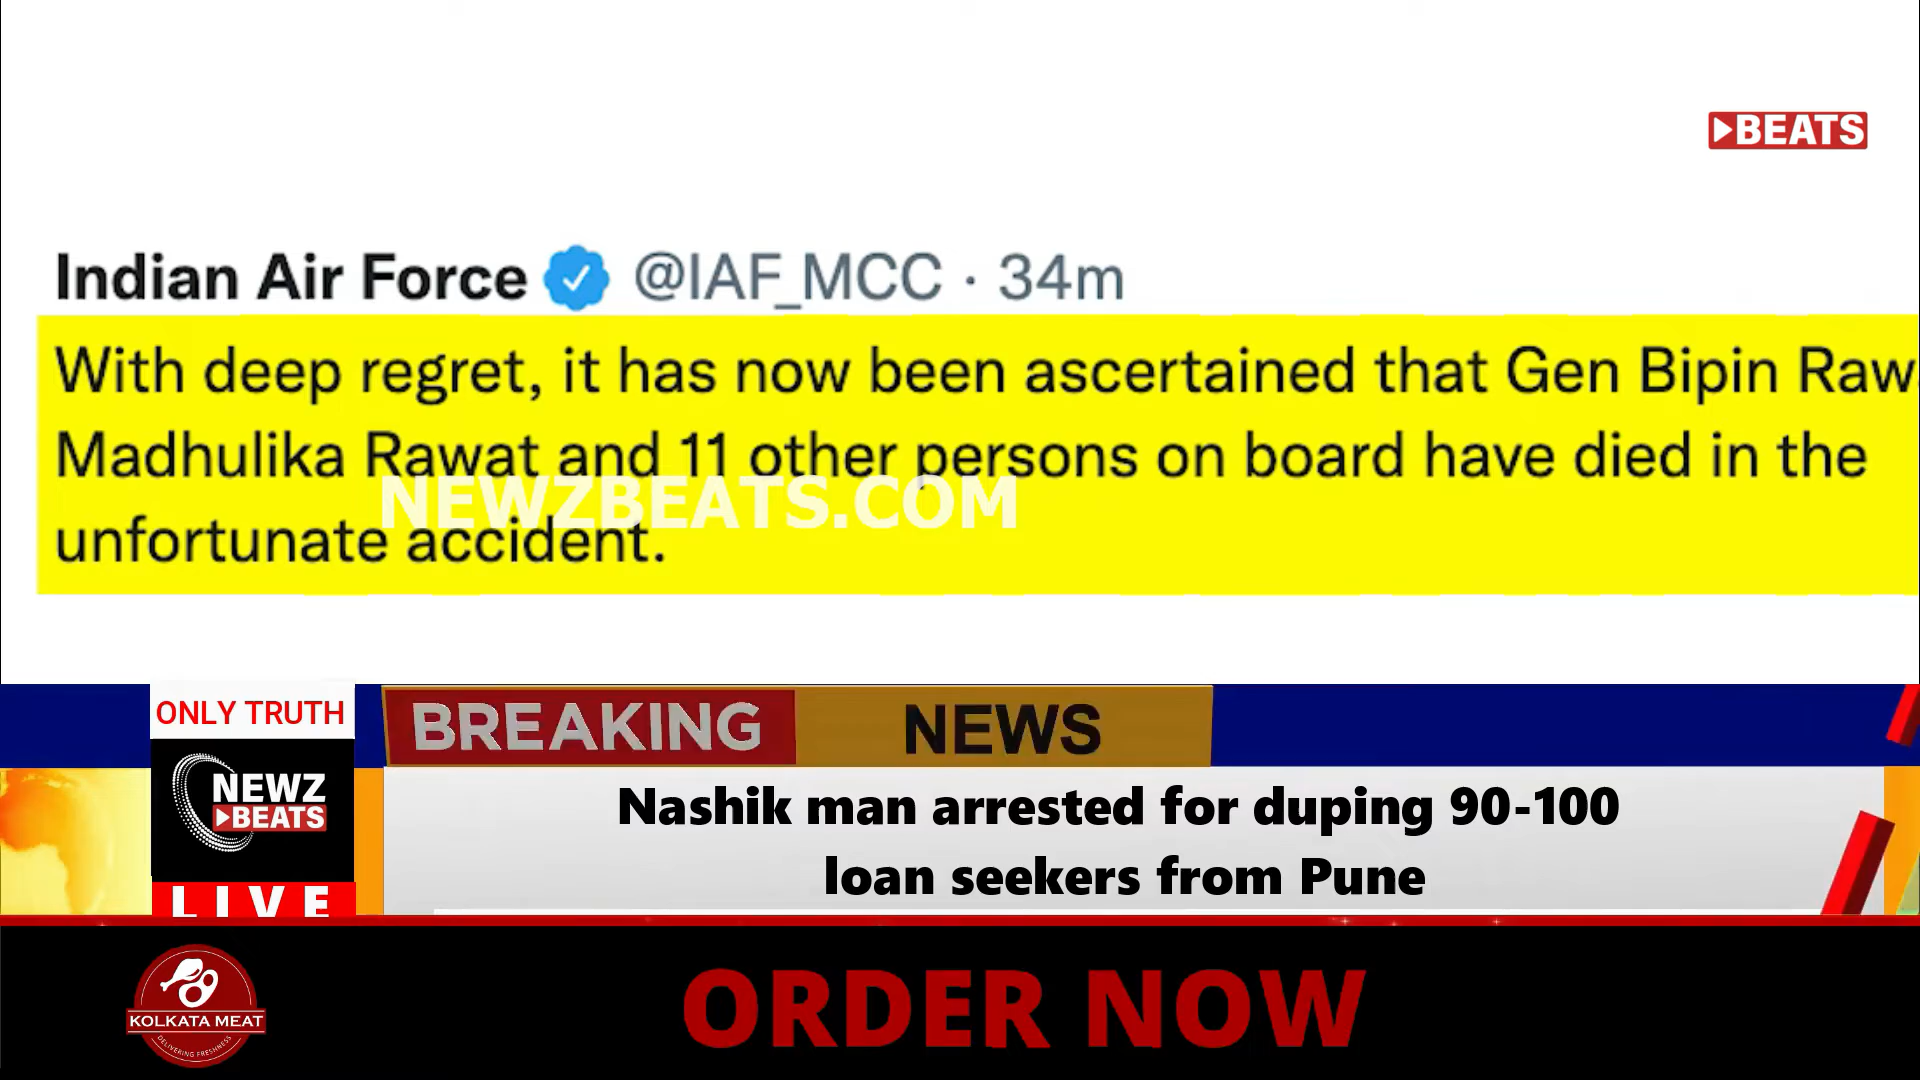 BEATS
Indian Air Force @IAF_MCC · 34m
With deep regret, it has now been ascertained that Gen Bipin Raw
Madhulika Rawat and 11 other persons on board have died in the
NEWZBEATS.COM
unfortunate accident.
ONLY TRUTH
BREAKING NEWS
NEWZ
BEATS
Nashik man arrested for duping 90-100
loan seekers from Pune
LIVE
KOLKATA MEAT
DELIVERING FRESHNESS
ORDER NOW